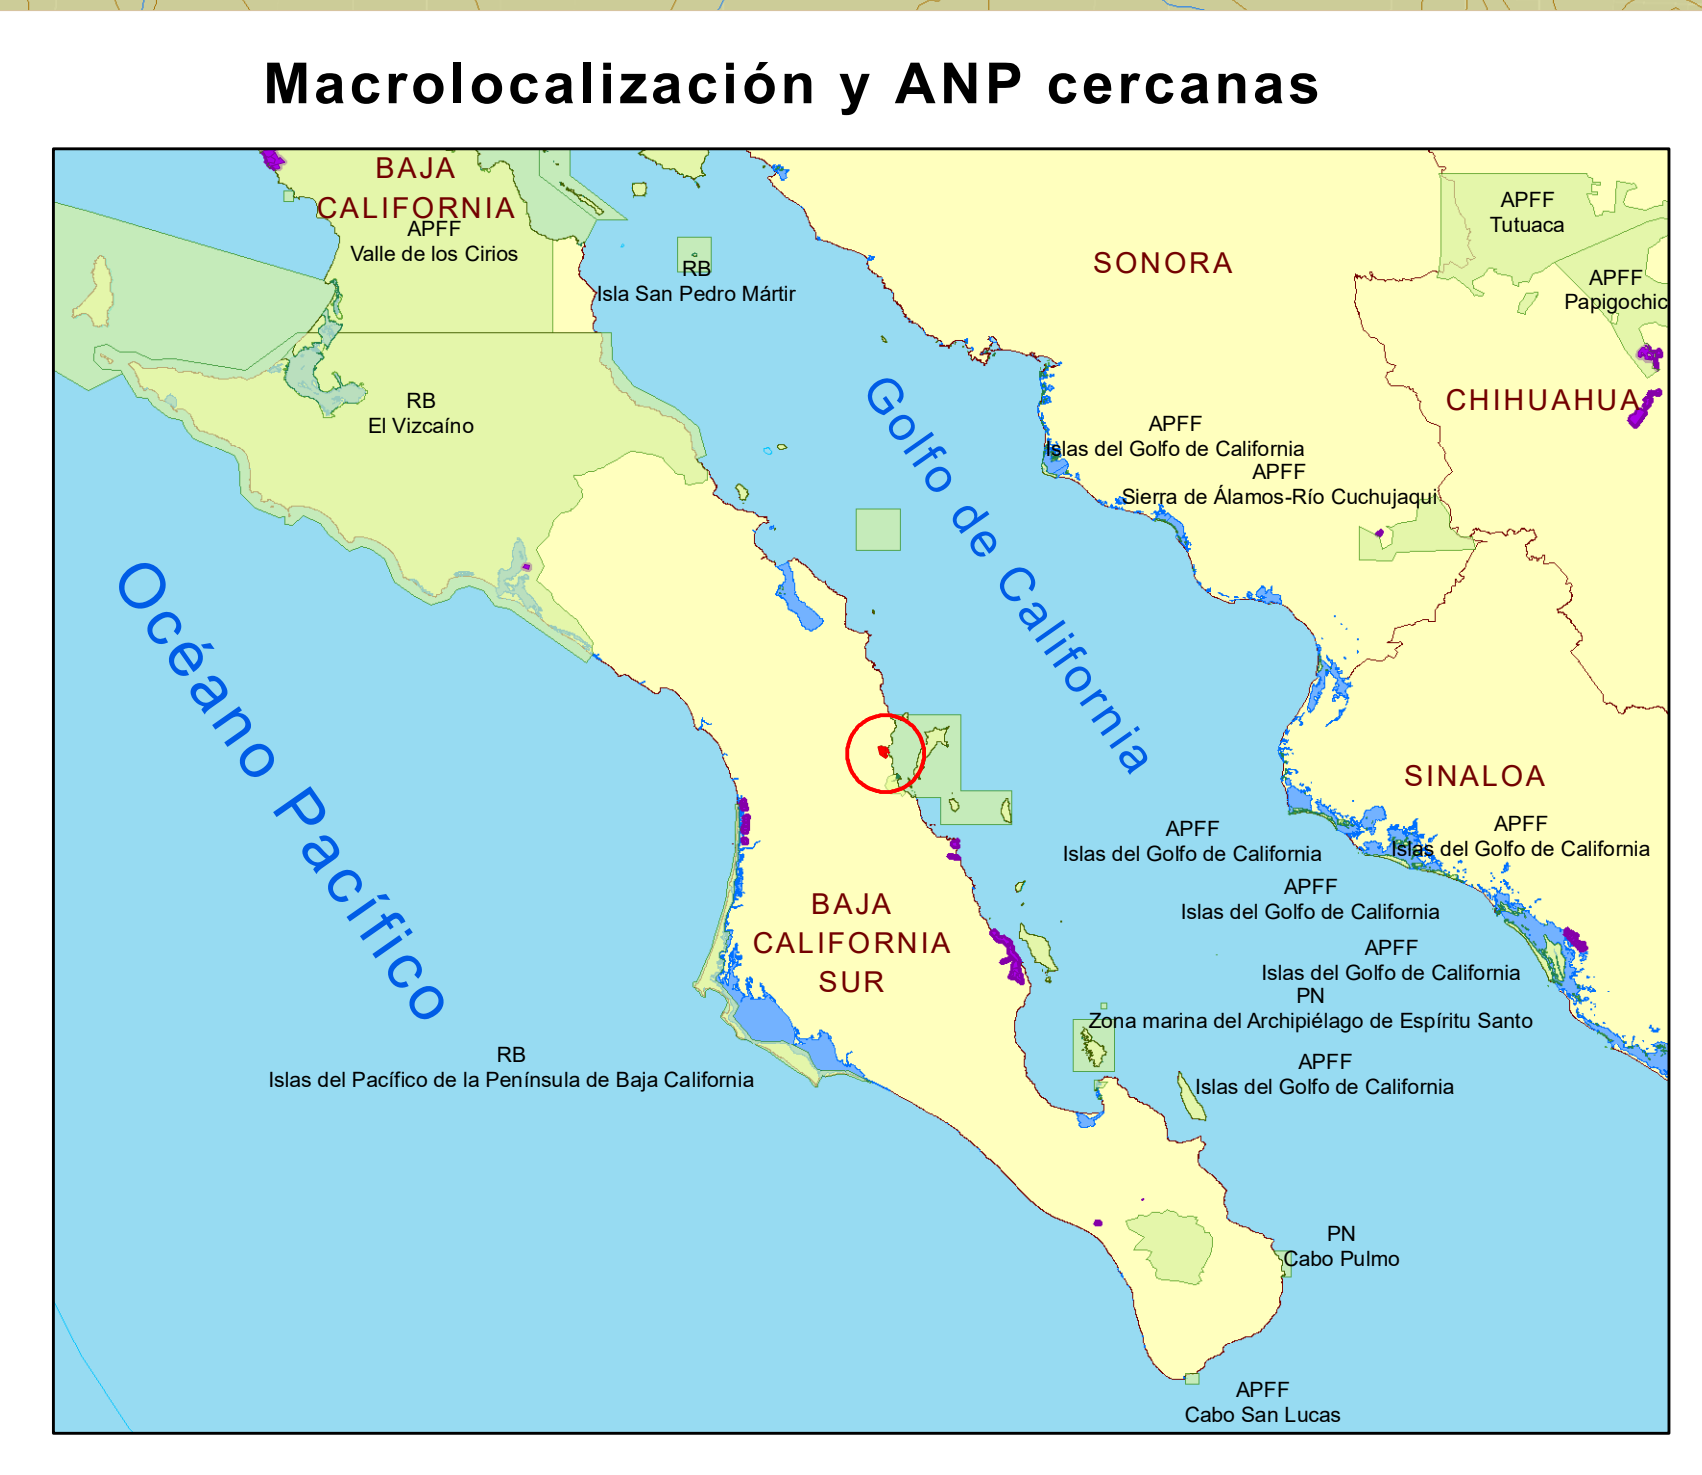 Macrolocalización y ANP cercanas
BAJA
CALIFORNIA
APFF
Valle de los Cirios
RB
Isla San Pedro Mártir
SONORA
APFF
Tutuaca
APFF
Papigochic
CHIHUAHUA
RB
El Vizcaíno
Golfo de California
APFF
Islas del Golfo de California
APFF
Sierra de Álamos-Río Cuchujaqui
Océano Pacífico
SINALOA
APFF
Islas del Golfo de California
APFF
Islas del Golfo de California
APFF
Islas del Golfo de California
BAJA
CALIFORNIA
SUR
APFF
Islas del Golfo de California
PN
Zona marina del Archipiélago de Espíritu Santo
RB
Islas del Pacífico de la Península de Baja California
APFF
Islas del Golfo de California
PN
Cabo Pulmo
APFF
Cabo San Lucas